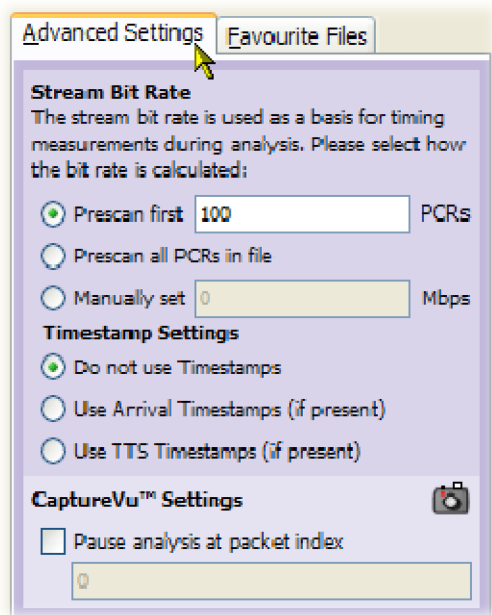 Advanced Settings Favourite Files
Stream Bit Rate
The stream bit rate is used as a basis for timing
measurements during analysis. Please select how
the bit rate is calculated:
Prescan first 100 PCRs
Prescan all PCRs in file
Manually set 0 Mbps
Timestamp Settings
Do not use Timestamps
Use Arrival Timestamps (if present)
Use TTS Timestamps (if present)
CaptureVu™ Settings
Pause analysis at packet index
0